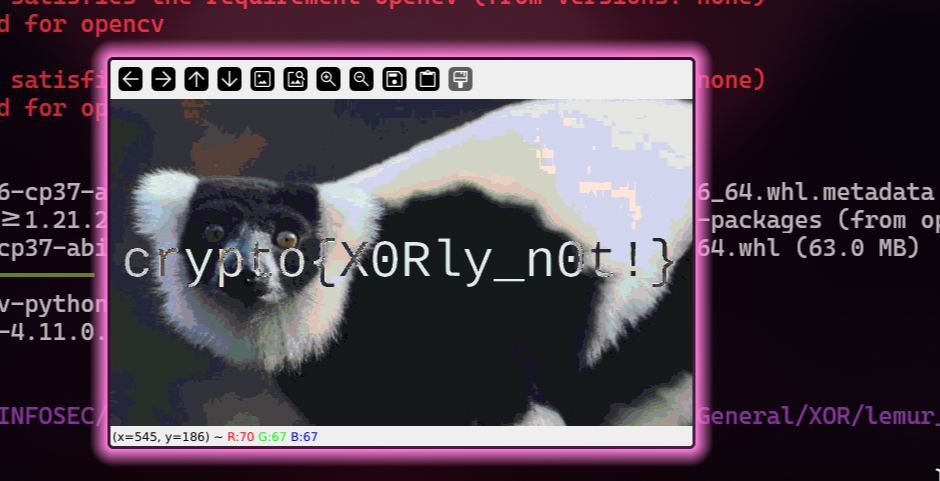 satisfies the requirement opencv (from versions: none)
d for opencv
satisfi
none)
d for op
6-cp37-a
6_64.whl.metadata
≥1.21.2
-packages (from op
cp37-abi
64.whl (63.0 MB)
crypto{X0Rly_n0t!}
v-python
-4.11.0.
INFOSEC/
General/XOR/lemur_
(x=545, y=186) ~ R:70 G:67 B:67